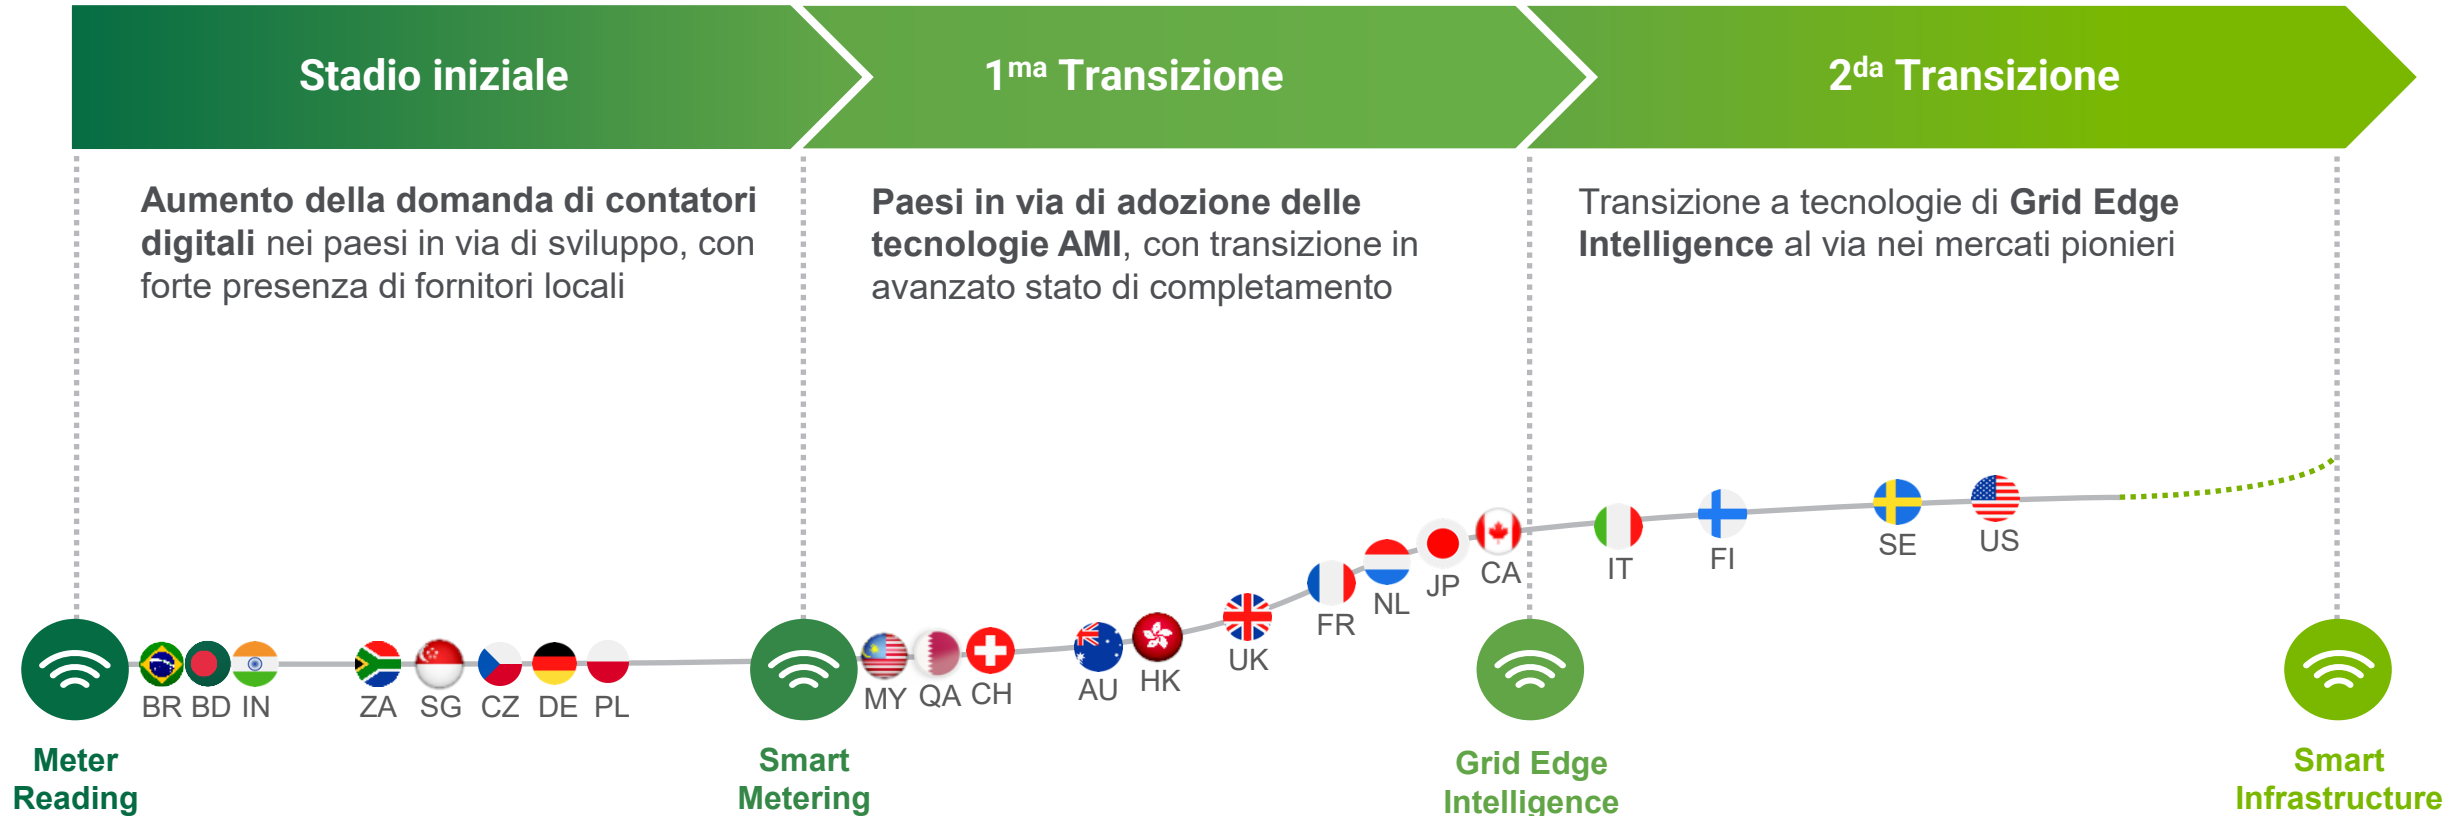 Stadio iniziale
1ma Transizione
2da Transizione
Aumento della domanda di contatori
digitali nei paesi in via di sviluppo, con
forte presenza di fornitori locali
Paesi in via di adozione delle
tecnologie AMI, con transizione in
avanzato stato di completamento
Transizione a tecnologie di Grid Edge
Intelligence al via nei mercati pionieri
BR BD IN ZA SG CZ DE PL
MY QA CH AU HK UK FR NL JP CA
IT FI SE US
Meter
Reading
Smart
Metering
Grid Edge
Intelligence
Smart
Infrastructure